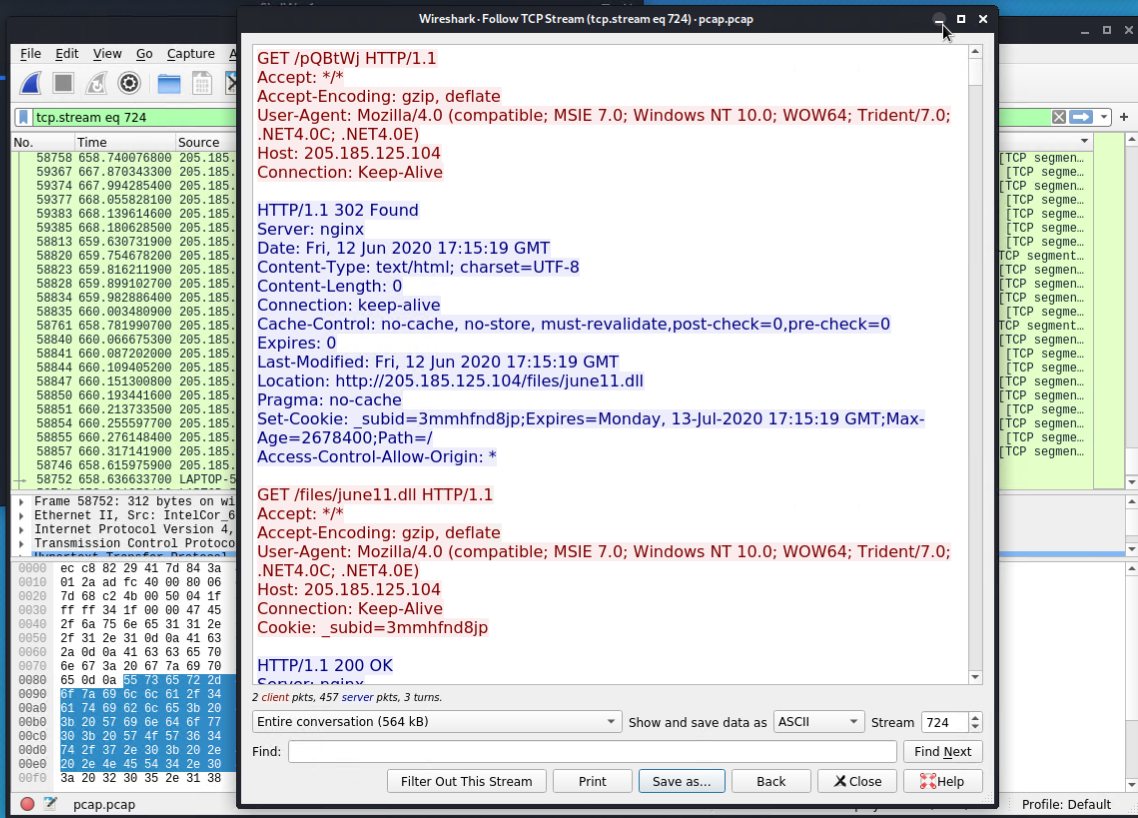 Wireshark · Follow TCP Stream (tcp.stream eq 724) · pcap.pcap
File Edit View Go Capture A
tcp.stream eq 724
No. Time Source
58758 658.740076800 205.185. [TCP segmen…
59367 667.870343300 205.185. [TCP segme…
59374 667.994285400 205.185. [TCP segme…
59377 668.055828100 205.185. [TCP segme…
59383 668.139614600 205.185. [TCP segme…
59385 668.180628500 205.185. [TCP segme…
58813 659.630731900 205.185. [TCP segme…
58820 659.754678200 205.185. TCP segment…
58823 659.816211900 205.185. [TCP segme…
58828 659.899102700 205.185. [TCP segme…
58834 659.982886400 205.185. [TCP segme…
58835 660.003480900 205.185. [TCP segme…
58761 658.781990700 205.185. TCP segment…
58840 660.066675300 205.185. [TCP segmen…
58841 660.087202000 205.185. [TCP segme…
58844 660.109405200 205.185. [TCP segme…
58847 660.151300800 205.185. [TCP segme…
58850 660.193441600 205.185. [TCP segme…
58851 660.213733500 205.185. [TCP segme…
58854 660.255597700 205.185. [TCP segme…
58855 660.276148400 205.185. [TCP segme…
58857 660.317141900 205.185. [TCP segme…
58746 658.615975900 205.185.
58752 658.636633700 LAPTOP-5
Frame 58752: 312 bytes on wi
Ethernet II, Src: IntelCor_6
Internet Protocol Version 4,
Transmission Control Protoco
Hypertext Transfer Protocol
0000 ec c8 82 29 41 7d 84 3a
0010 01 2a ad fc 40 00 80 06
0020 7d 68 c2 4b 00 50 04 1f
0030 ff ff 34 1f 00 00 47 45
0040 2f 6a 75 6e 65 31 31 2e
0050 2f 31 2e 31 0d 0a 41 63
0060 2a 0d 0a 41 63 63 65 70
0070 6e 67 3a 20 67 7a 69 70
0080 65 0d 0a 55 73 65 72 2d
0090 6f 7a 69 6c 6c 61 2f 34
00a0 61 74 69 62 6c 65 3b 20
00b0 3b 20 57 69 6e 64 6f 77
00c0 30 3b 20 57 4f 57 36 34
00d0 74 2f 37 2e 30 3b 20 2e
00e0 20 2e 4e 45 54 34 2e 30
00f0 3a 20 32 30 35 2e 31 38
pcap.pcap
Profile: Default
GET /pQBtWj HTTP/1.1
Accept: */*
Accept-Encoding: gzip, deflate
User-Agent: Mozilla/4.0 (compatible; MSIE 7.0; Windows NT 10.0; WOW64; Trident/7.0;
.NET4.0C; .NET4.0E)
Host: 205.185.125.104
Connection: Keep-Alive
HTTP/1.1 302 Found
Server: nginx
Date: Fri, 12 Jun 2020 17:15:19 GMT
Content-Type: text/html; charset=UTF-8
Content-Length: 0
Connection: keep-alive
Cache-Control: no-cache, no-store, must-revalidate,post-check=0,pre-check=0
Expires: 0
Last-Modified: Fri, 12 Jun 2020 17:15:19 GMT
Location: http://205.185.125.104/files/june11.dll
Pragma: no-cache
Set-Cookie: _subid=3mmhfnd8jp;Expires=Monday, 13-Jul-2020 17:15:19 GMT;Max-
Age=2678400;Path=/
Access-Control-Allow-Origin: *
GET /files/june11.dll HTTP/1.1
Accept: */*
Accept-Encoding: gzip, deflate
User-Agent: Mozilla/4.0 (compatible; MSIE 7.0; Windows NT 10.0; WOW64; Trident/7.0;
.NET4.0C; .NET4.0E)
Host: 205.185.125.104
Connection: Keep-Alive
Cookie: _subid=3mmhfnd8jp
HTTP/1.1 200 OK
Server: nginx
2 client pkts, 457 server pkts, 3 turns.
Entire conversation (564 kB) Show and save data as ASCII Stream 724
Find: Find Next
Filter Out This Stream Print Save as… Back Close Help